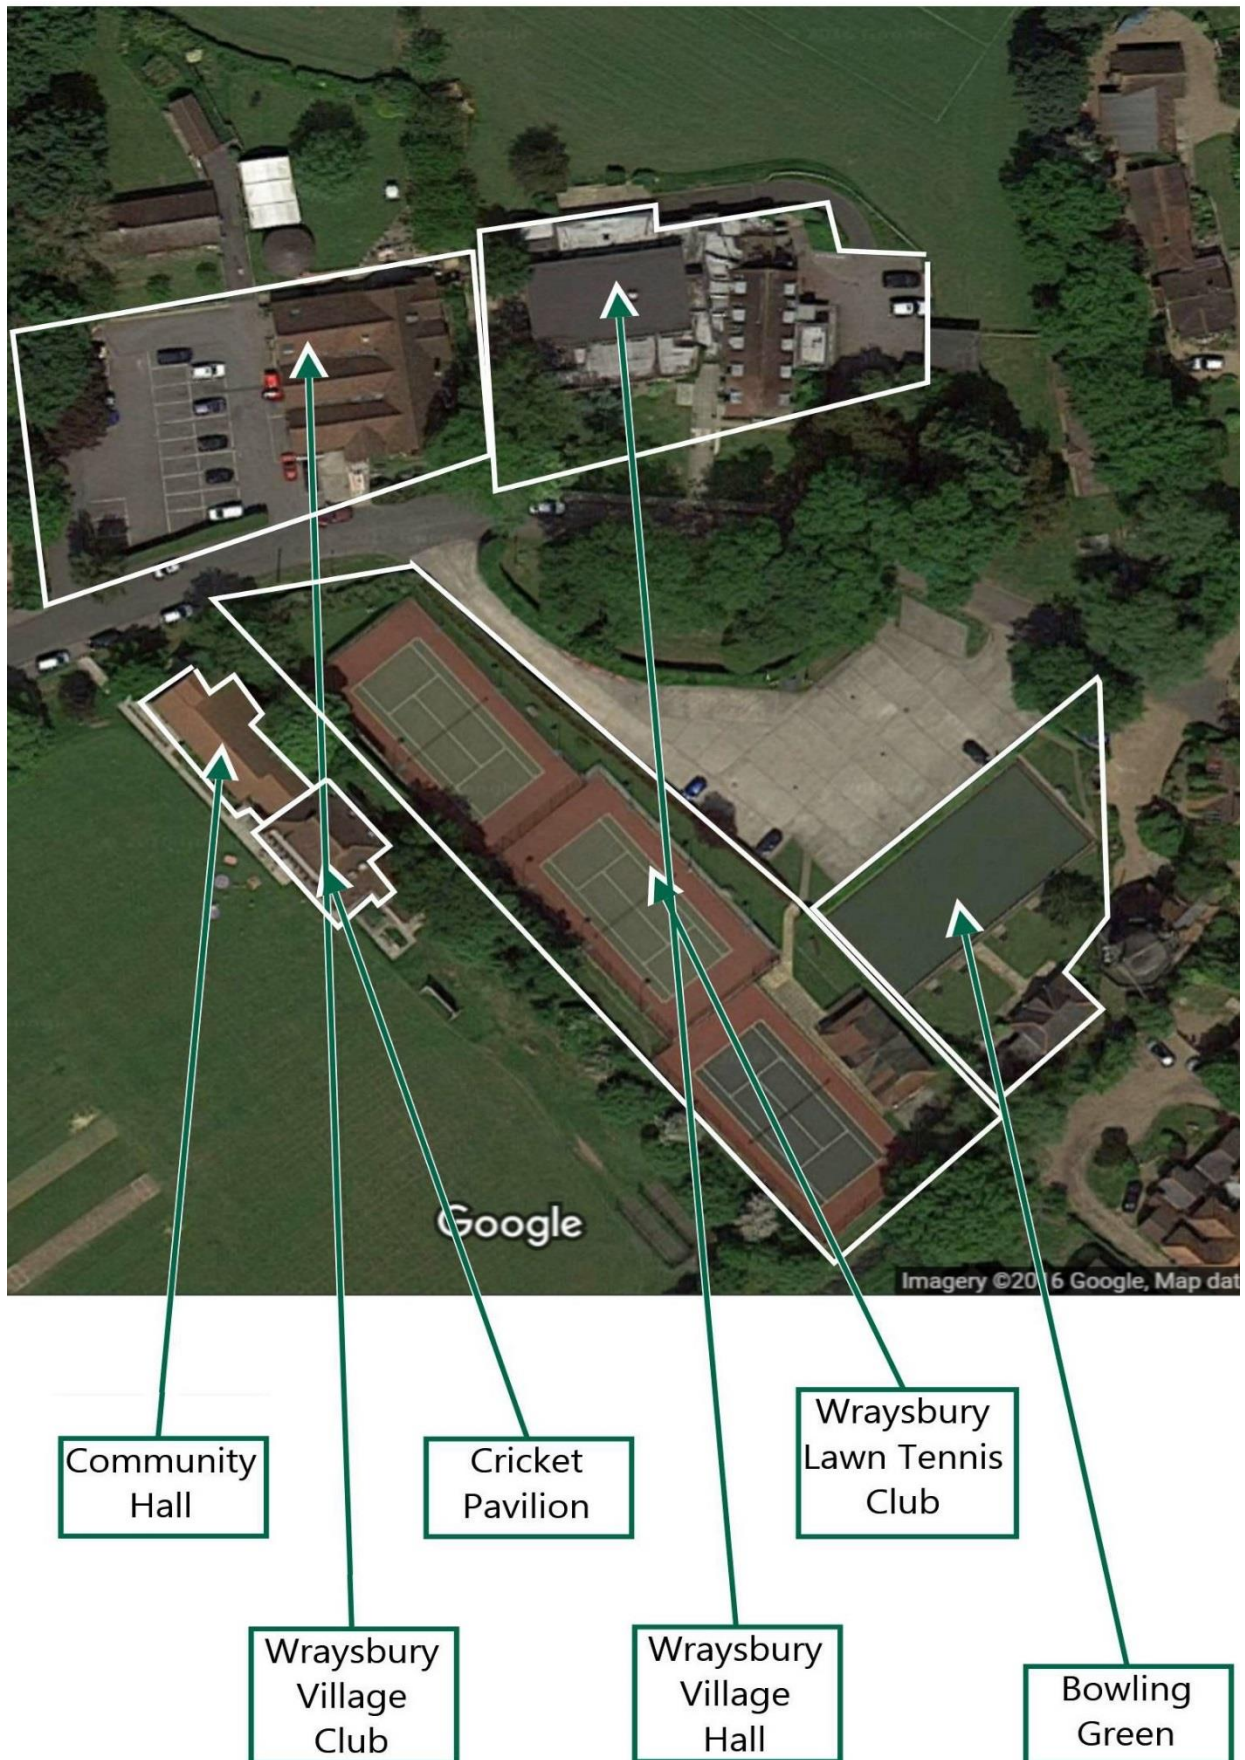 Google
Imagery ©2016 Google, Map dat
Community
Hall
Cricket
Pavilion
Wraysbury
Lawn Tennis
Club
Wraysbury
Village
Club
Wraysbury
Village
Hall
Bowling
Green